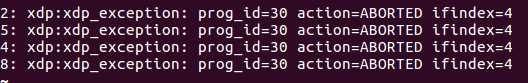 2: xdp:xdp_exception: prog_id=30 action=ABORTED ifindex=4
5: xdp:xdp_exception: prog_id=30 action=ABORTED ifindex=4
4: xdp:xdp_exception: prog_id=30 action=ABORTED ifindex=4
8: xdp:xdp_exception: prog_id=30 action=ABORTED ifindex=4
~